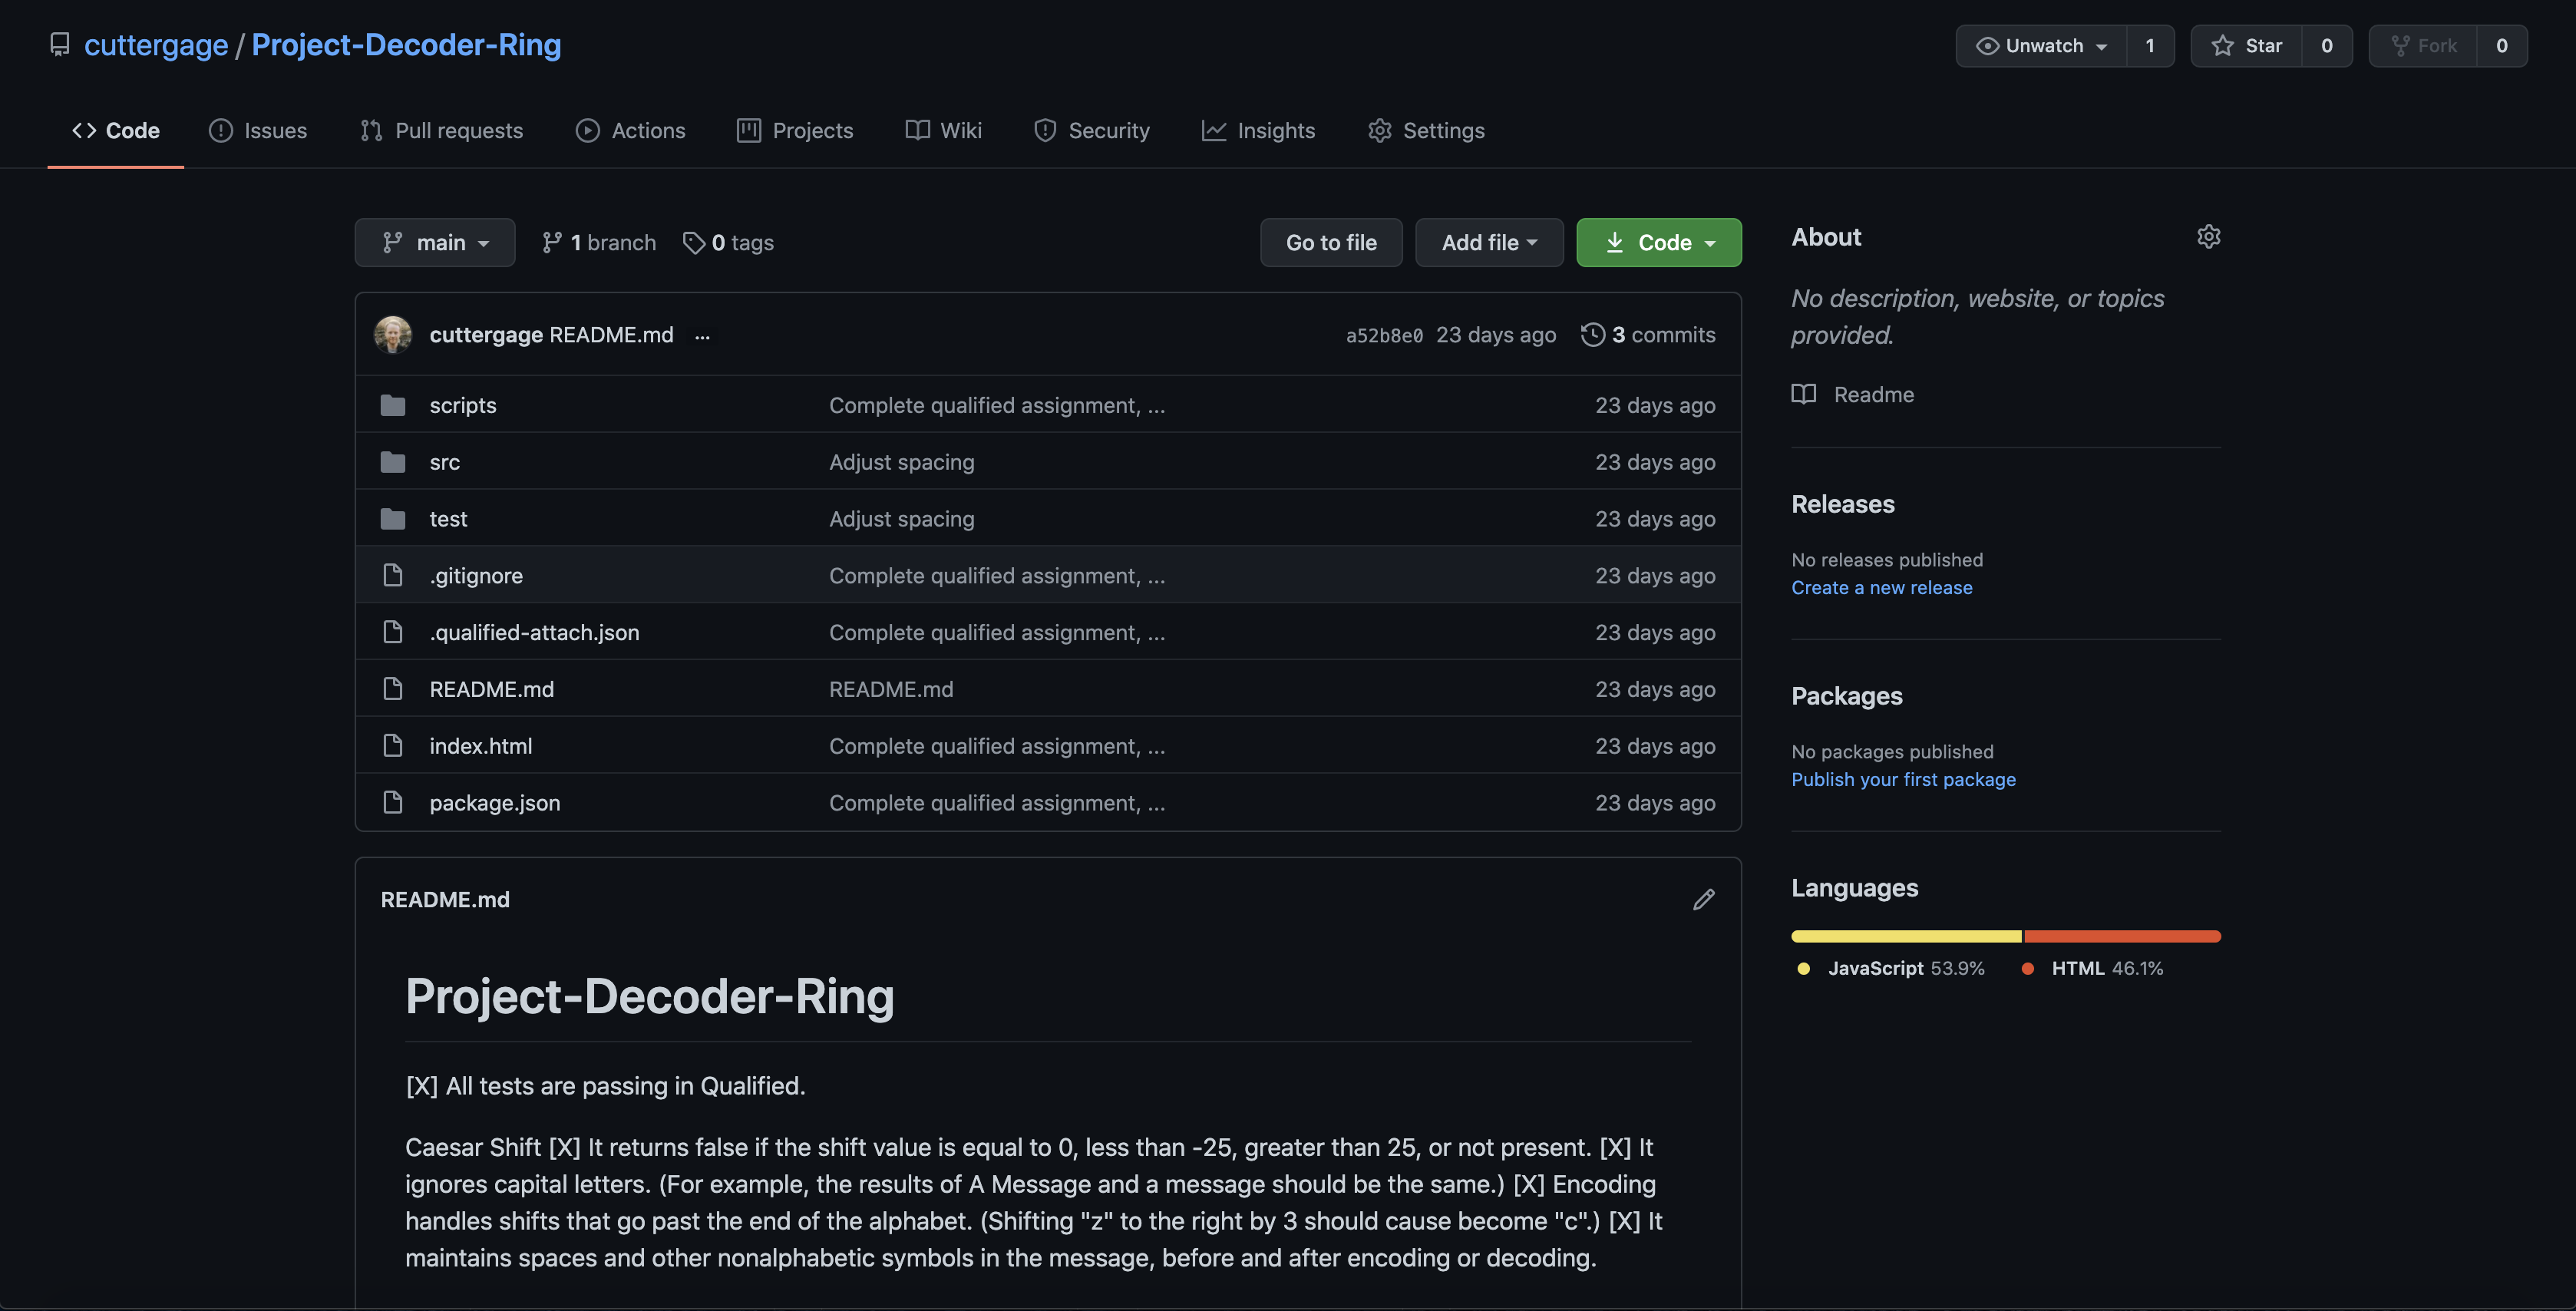 cuttergage / Project-Decoder-Ring
Unwatch 1 Star 0 Fork 0
Code Issues Pull requests Actions Projects Wiki Security Insights Settings
main 1 branch 0 tags Go to file Add file Code
cuttergage README.md ... a52b8e0 23 days ago 3 commits
scripts Complete qualified assignment, ... 23 days ago
src Adjust spacing 23 days ago
test Adjust spacing 23 days ago
.gitignore Complete qualified assignment, ... 23 days ago
.qualified-attach.json Complete qualified assignment, ... 23 days ago
README.md README.md 23 days ago
index.html Complete qualified assignment, ... 23 days ago
package.json Complete qualified assignment, ... 23 days ago
README.md
Project-Decoder-Ring
[X] All tests are passing in Qualified.
Caesar Shift [X] It returns false if the shift value is equal to 0, less than -25, greater than 25, or not present. [X] It
ignores capital letters. (For example, the results of A Message and a message should be the same.) [X] Encoding
handles shifts that go past the end of the alphabet. (Shifting "z" to the right by 3 should cause become "c".) [X] It
maintains spaces and other nonalphabetic symbols in the message, before and after encoding or decoding.
About
No description, website, or topics
provided.
Readme
Releases
No releases published
Create a new release
Packages
No packages published
Publish your first package
Languages
JavaScript 53.9% HTML 46.1%